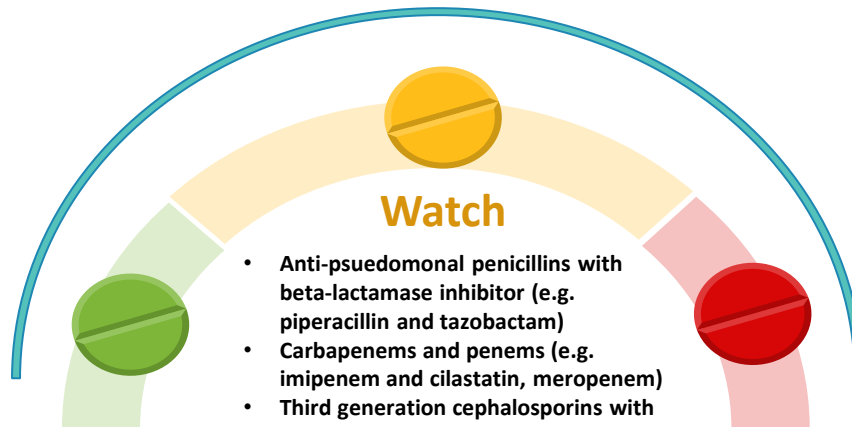 Watch
• Anti-psuedomonal penicillins with
beta-lactamase inhibitor (e.g.
piperacillin and tazobactam)
• Carbapenems and penems (e.g.
imipenem and cilastatin, meropenem)
• Third generation cephalosporins with